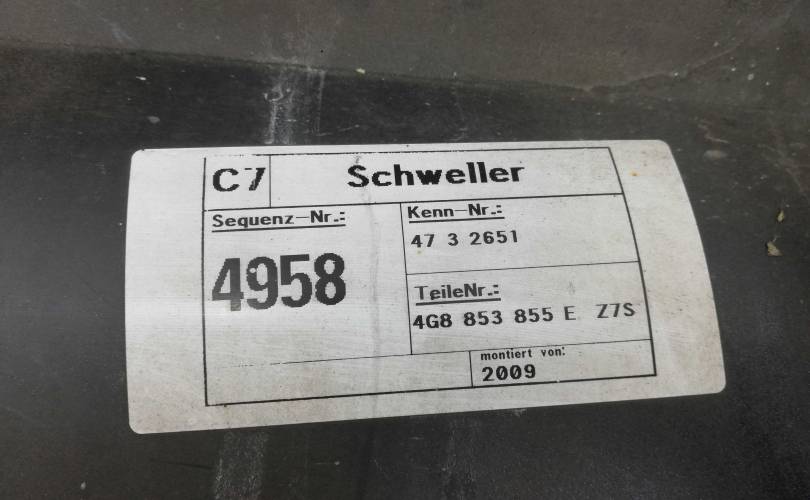 C7 Schweller
Sequenz-Nr.:
4958
Kenn-Nr.:
47 3 2651
TeileNr.:
4G8 853 855 E Z7S
montiert von:
2009